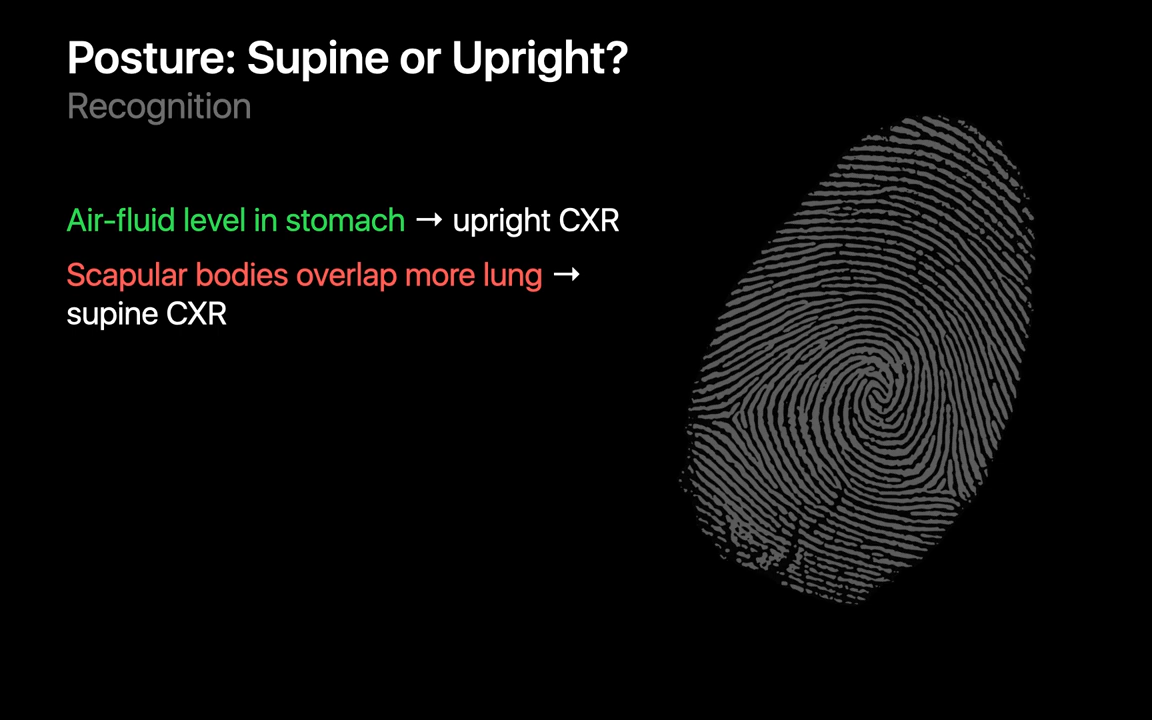 Posture: Supine or Upright?
Recognition
Air-fluid level in stomach → upright CXR
Scapular bodies overlap more lung →
supine CXR